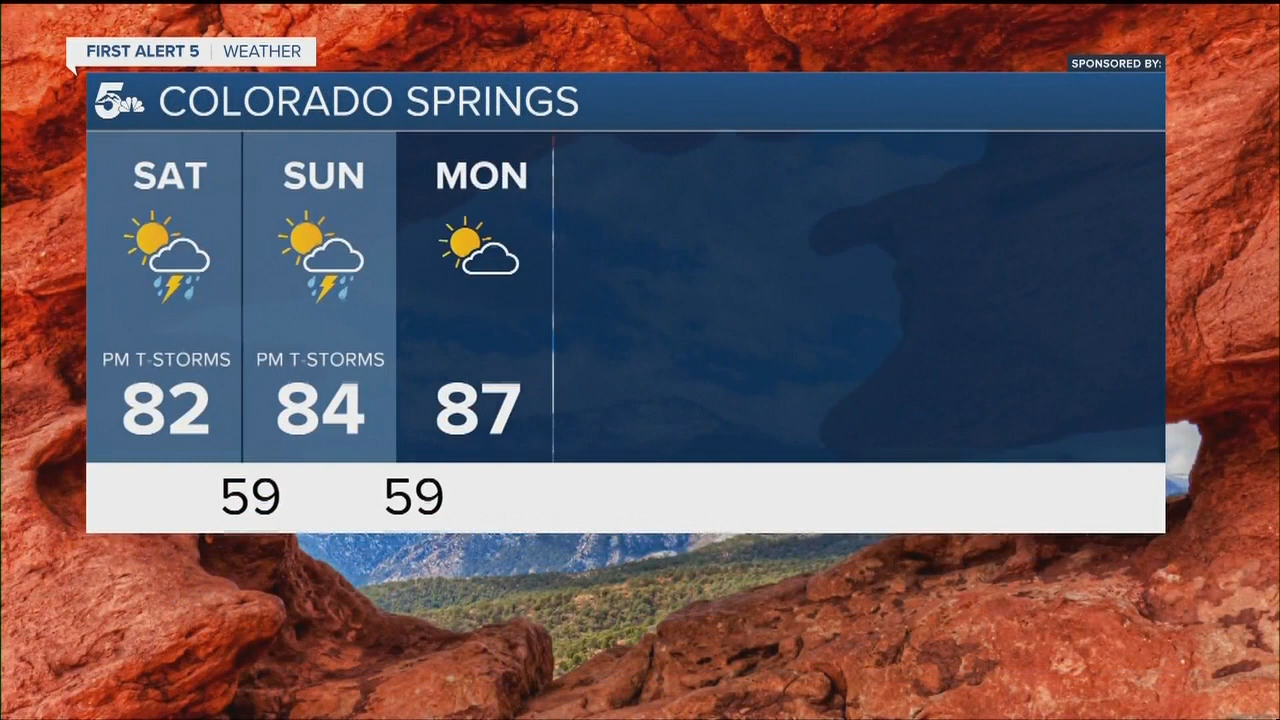 FIRST ALERT 5 | WEATHER
SPONSORED BY:
5 COLORADO SPRINGS
SAT SUN MON
PM T-STORMS PM T-STORMS
82 84 87
59 59